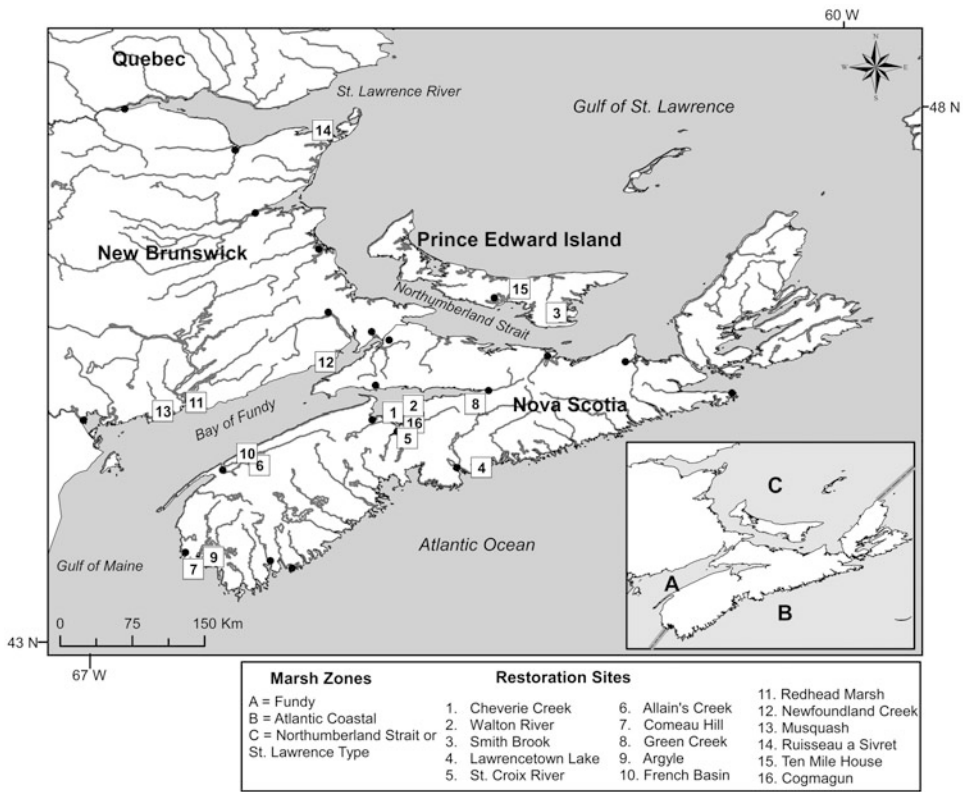 60 W
Quebec
N
W
E
S
St. Lawrence River
Gulf of St. Lawrence
48 N
14
New Brunswick
Prince Edward Island
15
Northumberland Strait
3
12
11
13
Bay of Fundy
1
2
8
Nova Scotia
16
5
10
6
4
Atlantic Ocean
Gulf of Maine
7
9
0 75 150 Km
43 N
67 W
C
A
B
Marsh Zones
A = Fundy
B = Atlantic Coastal
C = Northumberland Strait or
St. Lawrence Type
Restoration Sites
1. Cheverie Creek
2. Walton River
3. Smith Brook
4. Lawrencetown Lake
5. St. Croix River
6. Allain's Creek
7. Comeau Hill
8. Green Creek
9. Argyle
10. French Basin
11. Redhead Marsh
12. Newfoundland Creek
13. Musquash
14. Ruisseau a Sivret
15. Ten Mile House
16. Cogmagun